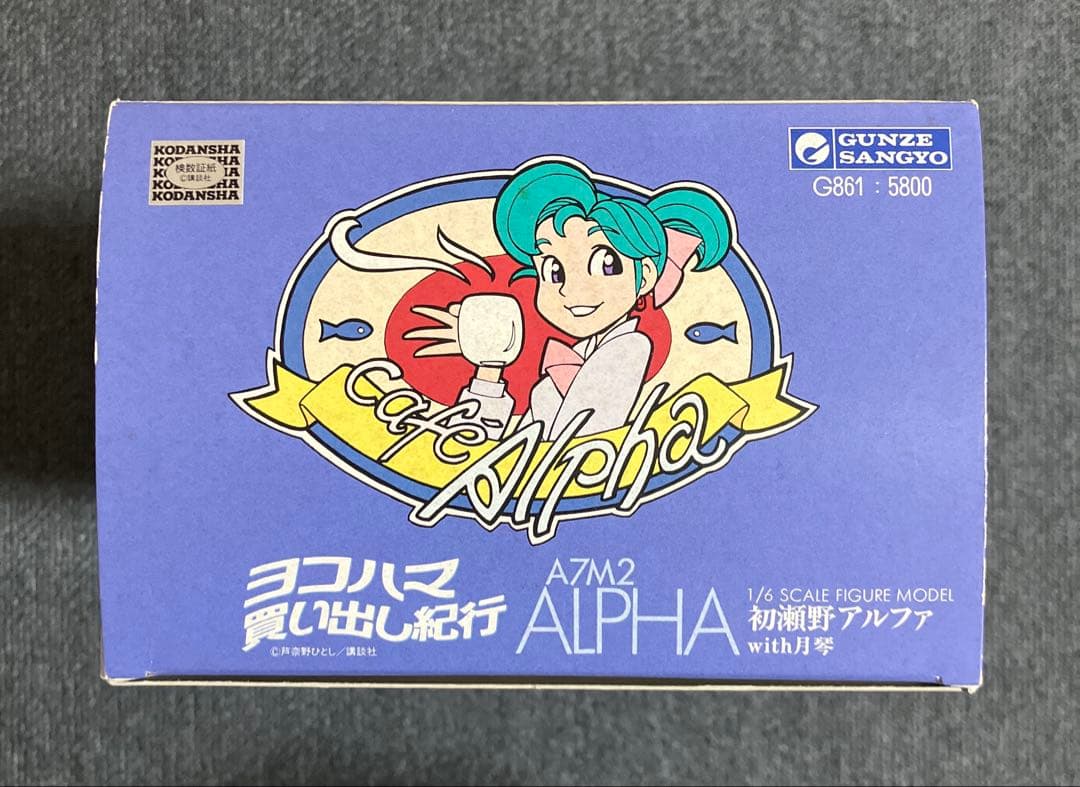 KODANSHA
KODANSHA
検数証紙
©講談社
KODANSHA
KODANSHA
GUNZE
SANGYO
G861 : 5800
café Alpha
ヨコハマ
買い出し紀行
©芦奈野ひとし/講談社
A7M2
ALPHA
1/6 SCALE FIGURE MODEL
初瀬野アルファ
with月琴